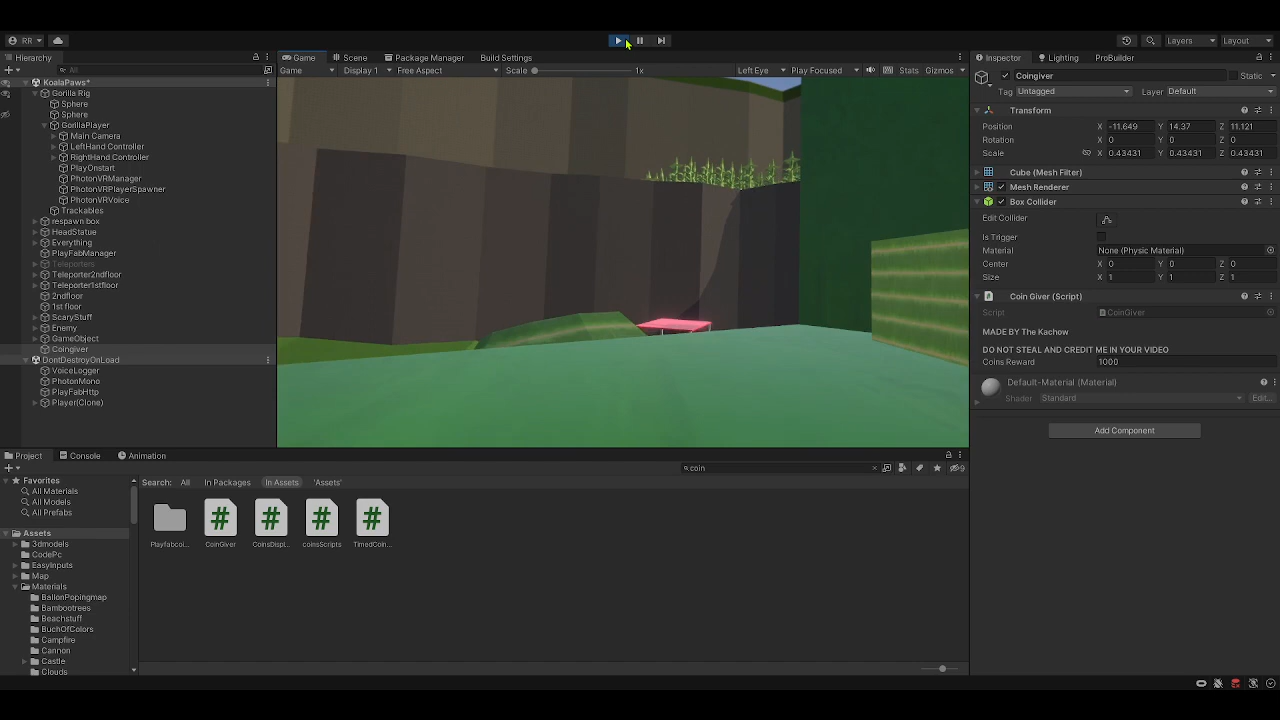 RR
Layers
Layout
Hierarchy
Game
Scene
Package Manager
Build Settings
Inspector
Lighting
ProBuilder
All
Game
Display 1
Free Aspect
Scale
1x
Left Eye
Play Focused
Stats
Gizmos
KoalaPaws*
Gorilla Rig
Sphere
Sphere
GorillaPlayer
Main Camera
LeftHand Controller
RightHand Controller
PlayOnstart
PhotonVRManager
PhotonVRPlayerSpawner
PhotonVRVoice
Trackables
respawn box
HeadStatue
Everything
PlayFabManager
Teleporters
Teleporter2ndfloor
Teleporter1stfloor
2ndfloor
1st floor
ScaryStuff
Enemy
GameObject
Coingiver
DontDestroyOnLoad
VoiceLogger
PhotonMono
PlayFabHttp
Player(Clone)
Coingiver
Static
Tag Untagged
Layer Default
Transform
Position X -11.649 Y 14.37 Z 11.121
Rotation X 0 Y 0 Z 0
Scale X 0.43431 Y 0.43431 Z 0.43431
Cube (Mesh Filter)
Mesh Renderer
Box Collider
Edit Collider
Is Trigger
Material None (Physic Material)
Center X 0 Y 0 Z 0
Size X 1 Y 1 Z 1
Coin Giver (Script)
Script CoinGiver
MADE BY The Kachow
DO NOT STEAL AND CREDIT ME IN YOUR VIDEO
Coins Reward 1000
Default-Material (Material)
Shader Standard Edit...
Add Component
Project
Console
Animation
coin
9
Favorites
All Materials
All Models
All Prefabs
Assets
3dmodels
CodePc
EasyInputs
Map
Materials
BallonPopingmap
Bambootrees
Beachstuff
BuchOfColors
Campfire
Cannon
Castle
Clouds
Search: All In Packages In Assets 'Assets'
Playfabcoi...
CoinGiver
CoinsDispl...
coinsScripts
TimedCoin...